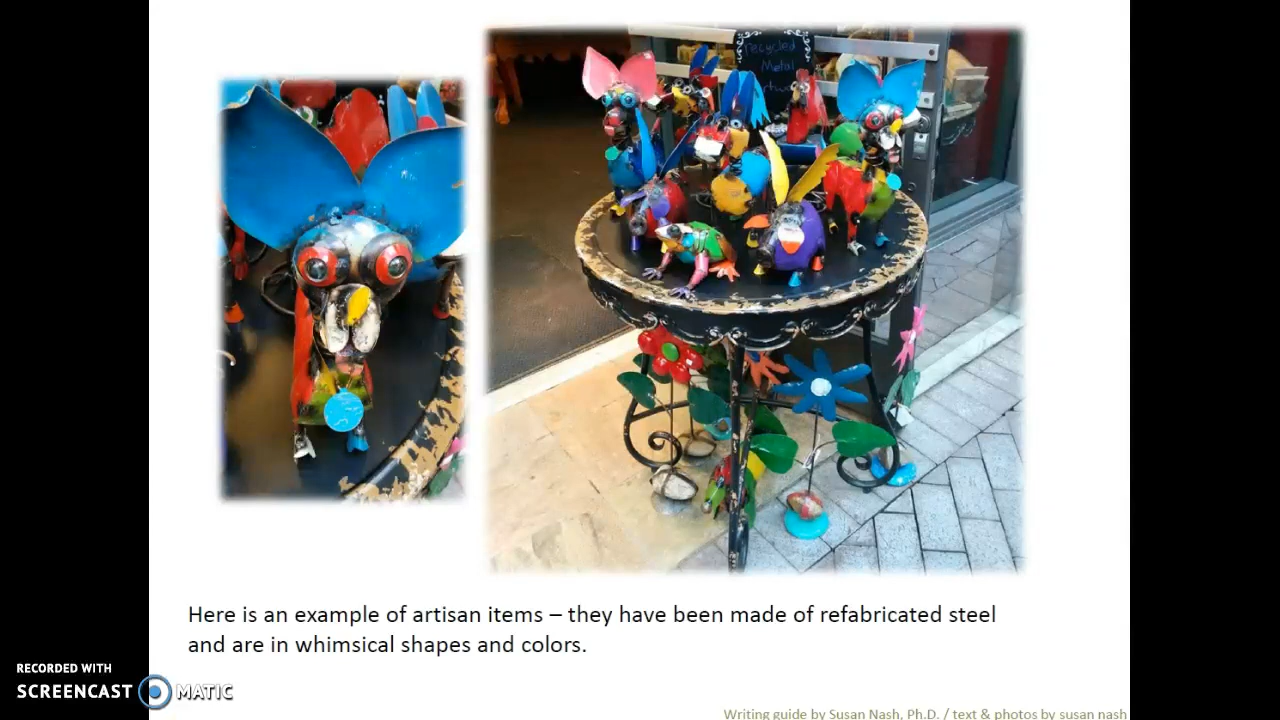 recycled
Metal
Here is an example of artisan items – they have been made of refabricated steel
and are in whimsical shapes and colors.
RECORDED WITH
SCREENCAST MATIC
Writing guide by Susan Nash, Ph.D. / text & photos by susan nash